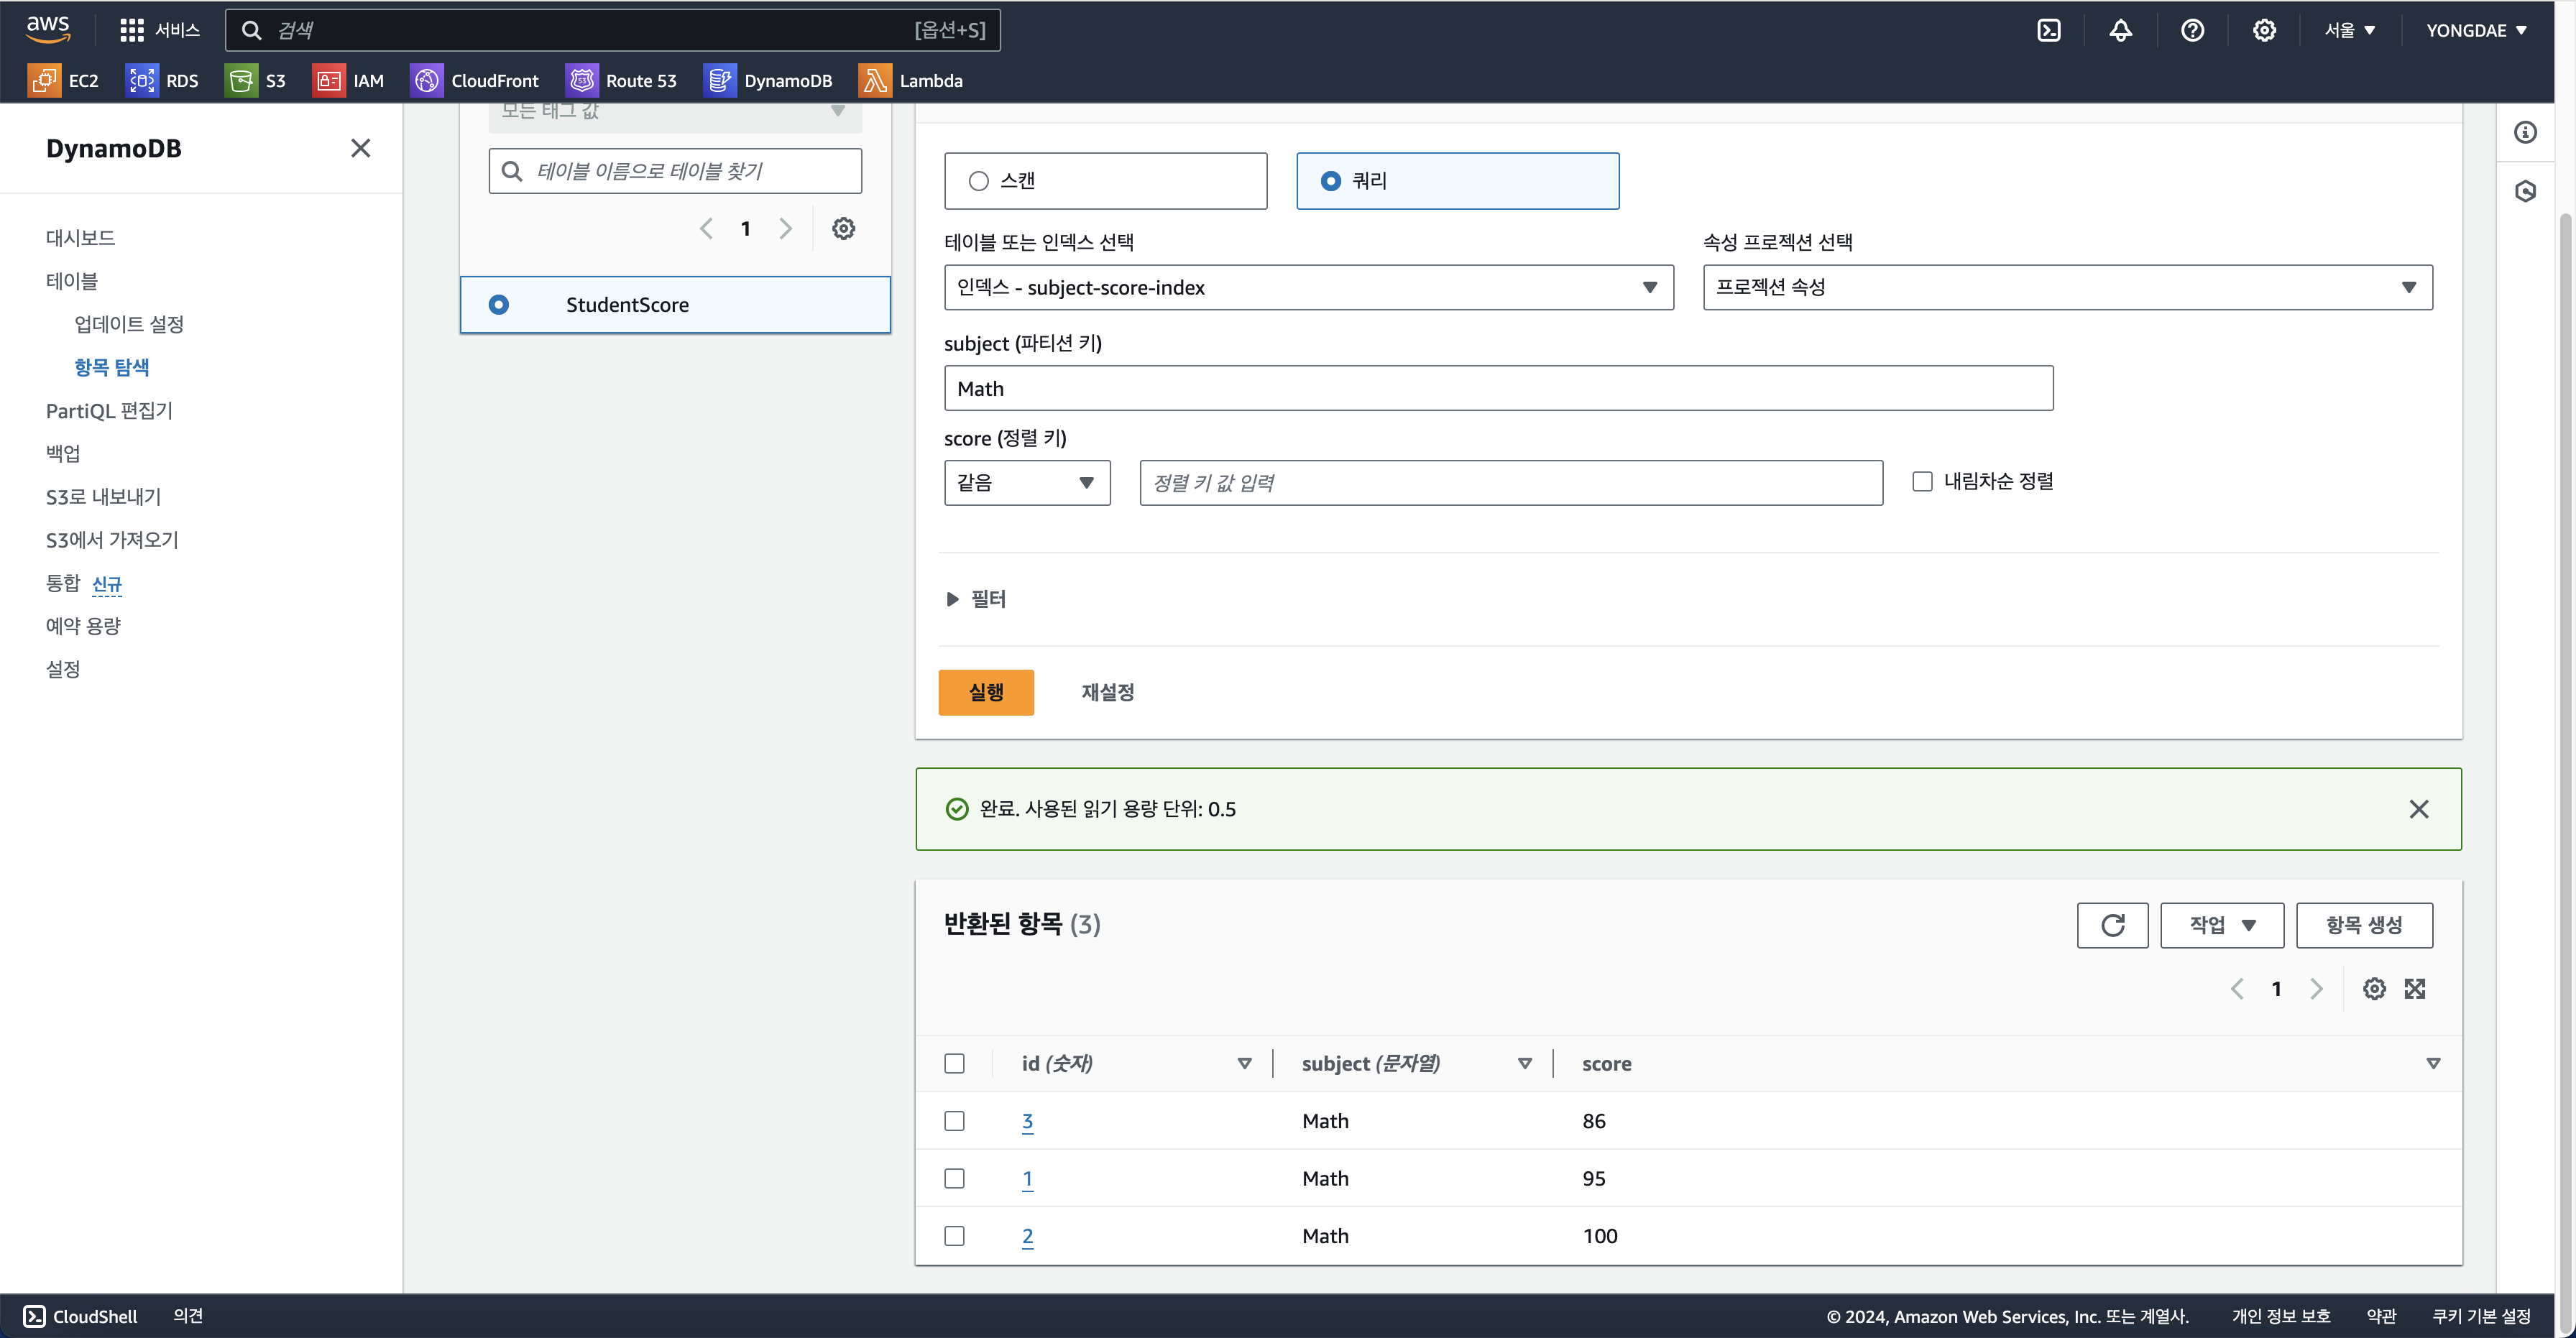 aws
서비스
검색
[옵션+S]
서울
YONGDAE
EC2
RDS
S3
IAM
CloudFront
Route 53
DynamoDB
Lambda
DynamoDB
대시보드
테이블
업데이트 설정
항목 탐색
PartiQL 편집기
백업
S3로 내보내기
S3에서 가져오기
통합 신규
예약 용량
설정
모든 태그 값
테이블 이름으로 테이블 찾기
1
StudentScore
스캔
쿼리
테이블 또는 인덱스 선택
속성 프로젝션 선택
인덱스 - subject-score-index
프로젝션 속성
subject (파티션 키)
Math
score (정렬 키)
같음
정렬 키 값 입력
내림차순 정렬
필터
실행
재설정
완료. 사용된 읽기 용량 단위: 0.5
반환된 항목 (3)
작업
항목 생성
1
id (숫자)
subject (문자열)
score
3 Math 86
1 Math 95
2 Math 100
CloudShell
의견
© 2024, Amazon Web Services, Inc. 또는 계열사.
개인 정보 보호
약관
쿠키 기본 설정